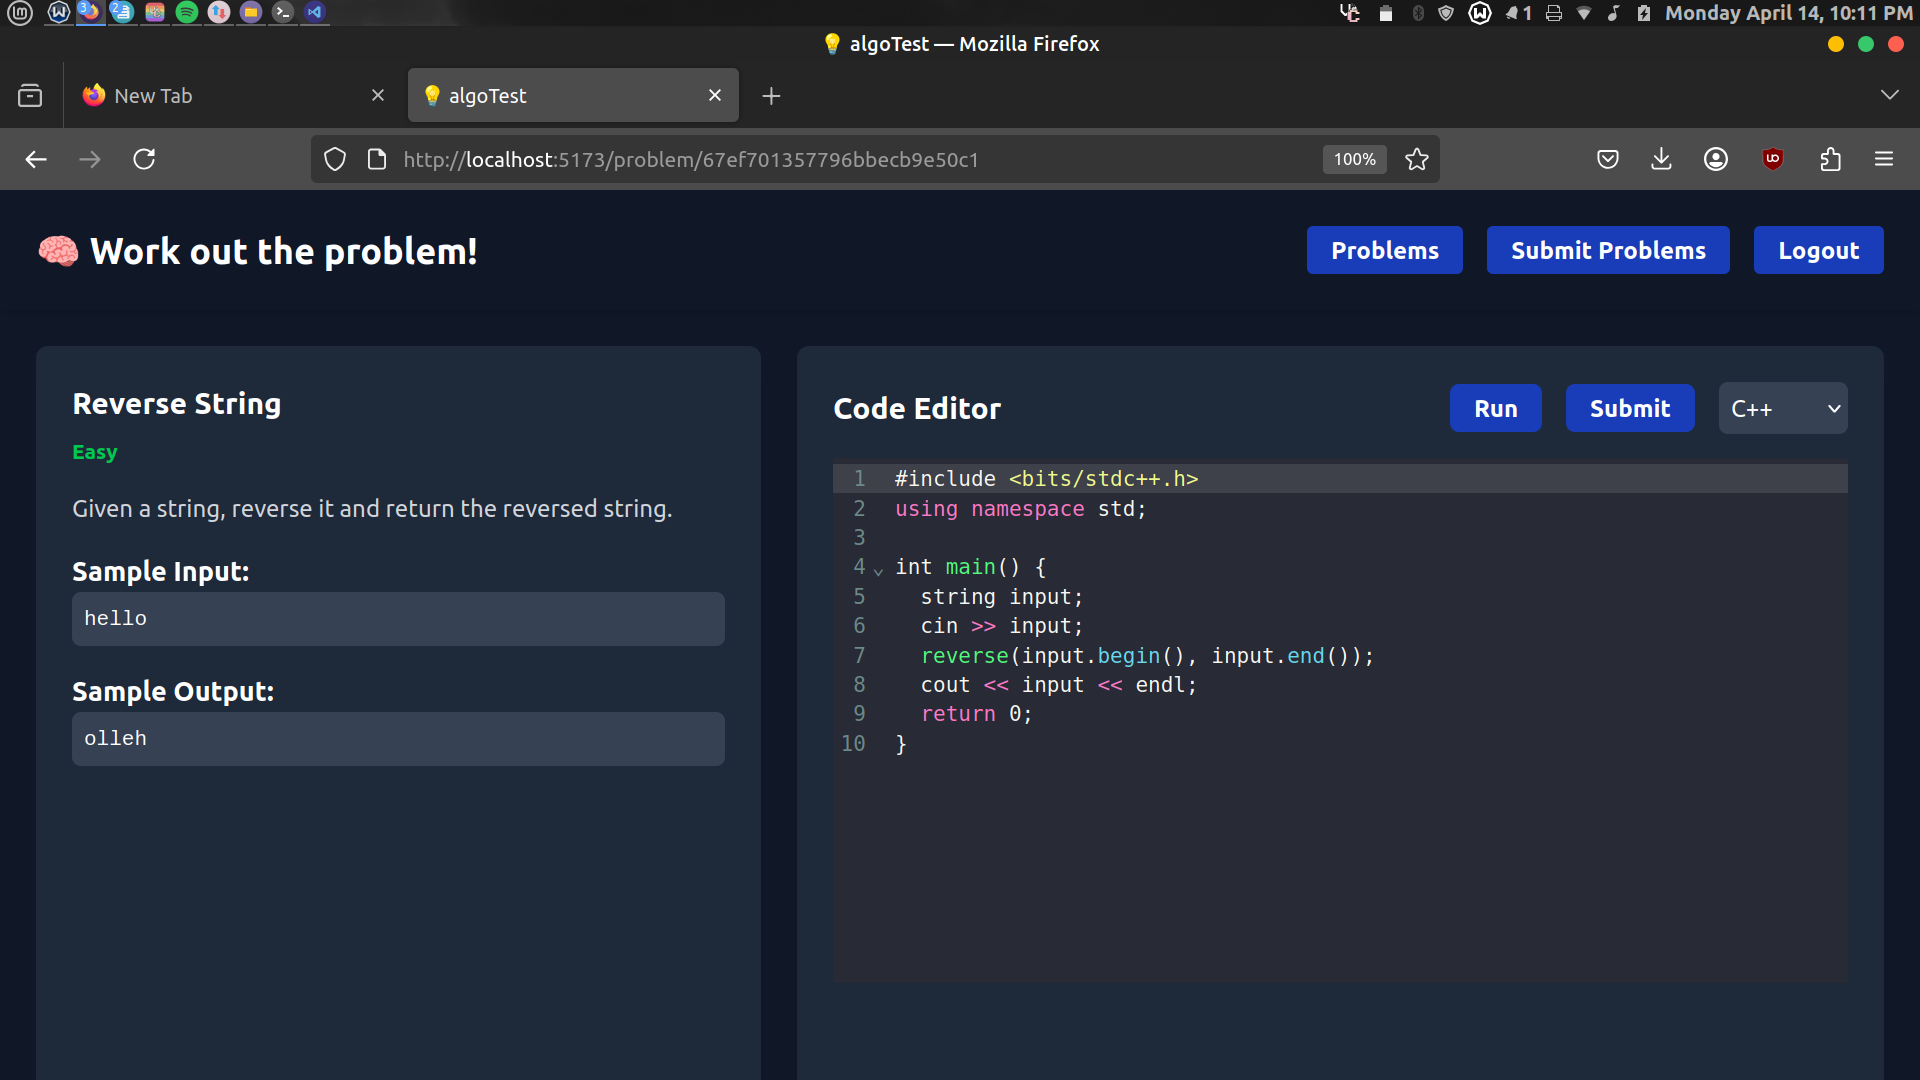 3
2
1
Monday April 14, 10:11 PM
💡 algoTest — Mozilla Firefox
New Tab
💡 algoTest
http://localhost:5173/problem/67ef701357796bbecb9e50c1
100%
🧠 Work out the problem!
Problems
Submit Problems
Logout
Reverse String
Easy
Given a string, reverse it and return the reversed string.
Sample Input:
hello
Sample Output:
olleh
Code Editor
Run
Submit
C++
1 #include <bits/stdc++.h>
2 using namespace std;
3
4 int main() {
5   string input;
6   cin >> input;
7   reverse(input.begin(), input.end());
8   cout << input << endl;
9   return 0;
10 }